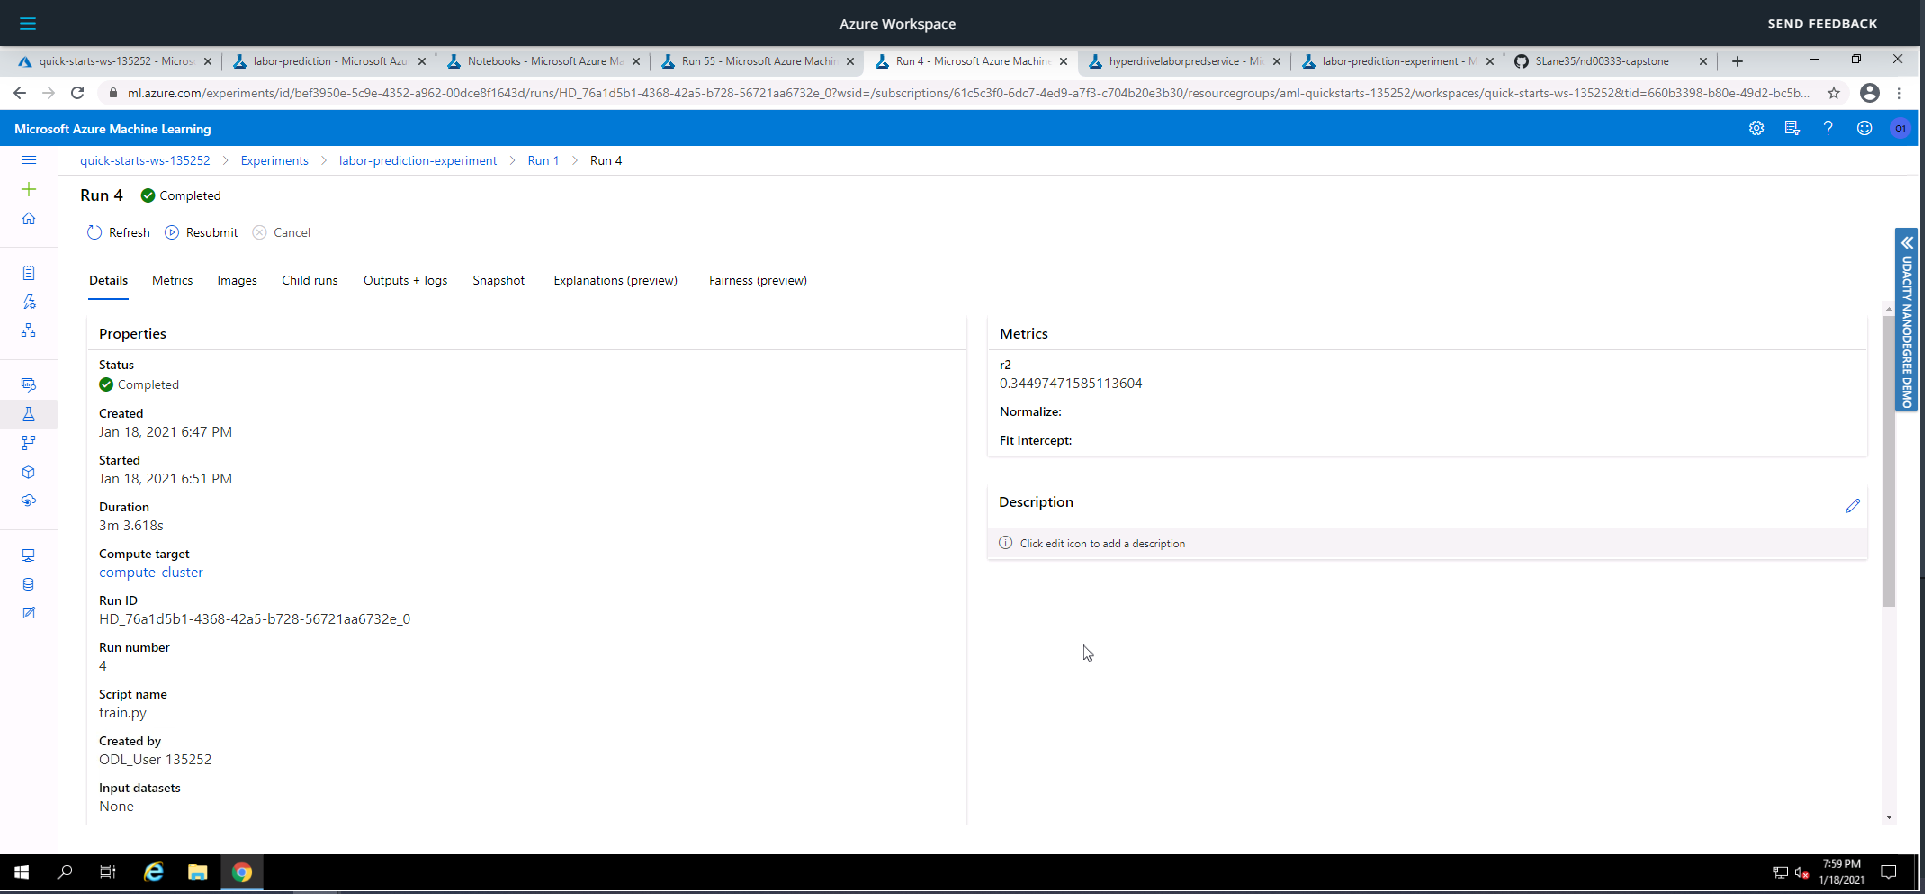 Azure Workspace
SEND FEEDBACK
quick-starts-ws-135252 - Micros
labor-prediction - Microsoft Azu
Notebooks - Microsoft Azure Ma
Run 55 - Microsoft Azure Machin
Run 4 - Microsoft Azure Machine
hyperdrivelaborpredservice - Mi
labor-prediction-experiment - M
SLane35/nd00333-capstone
ml.azure.com/experiments/id/bef3950e-5c9e-4352-a962-00dce8f1643d/runs/HD_76a1d5b1-4368-42a5-b728-56721aa6732e_0?wsid=/subscriptions/61c5c3f0-6dc7-4ed9-a7f3-c704b20e3b30/resourcegroups/aml-quickstarts-135252/workspaces/quick-starts-ws-135252&tid=660b3398-b80e-49d2-bc5b...
Microsoft Azure Machine Learning
01
quick-starts-ws-135252 > Experiments > labor-prediction-experiment > Run 1 > Run 4
Run 4 Completed
Refresh Resubmit Cancel
Details Metrics Images Child runs Outputs + logs Snapshot Explanations (preview) Fairness (preview)
Properties
Status
Completed
Created
Jan 18, 2021 6:47 PM
Started
Jan 18, 2021 6:51 PM
Duration
3m 3.618s
Compute target
compute-cluster
Run ID
HD_76a1d5b1-4368-42a5-b728-56721aa6732e_0
Run number
4
Script name
train.py
Created by
ODL_User 135252
Input datasets
None
Metrics
r2
0.34497471585113604
Normalize:
Fit Intercept:
Description
Click edit icon to add a description
UDACITY NANODEGREE DEMO
7:59 PM
1/18/2021